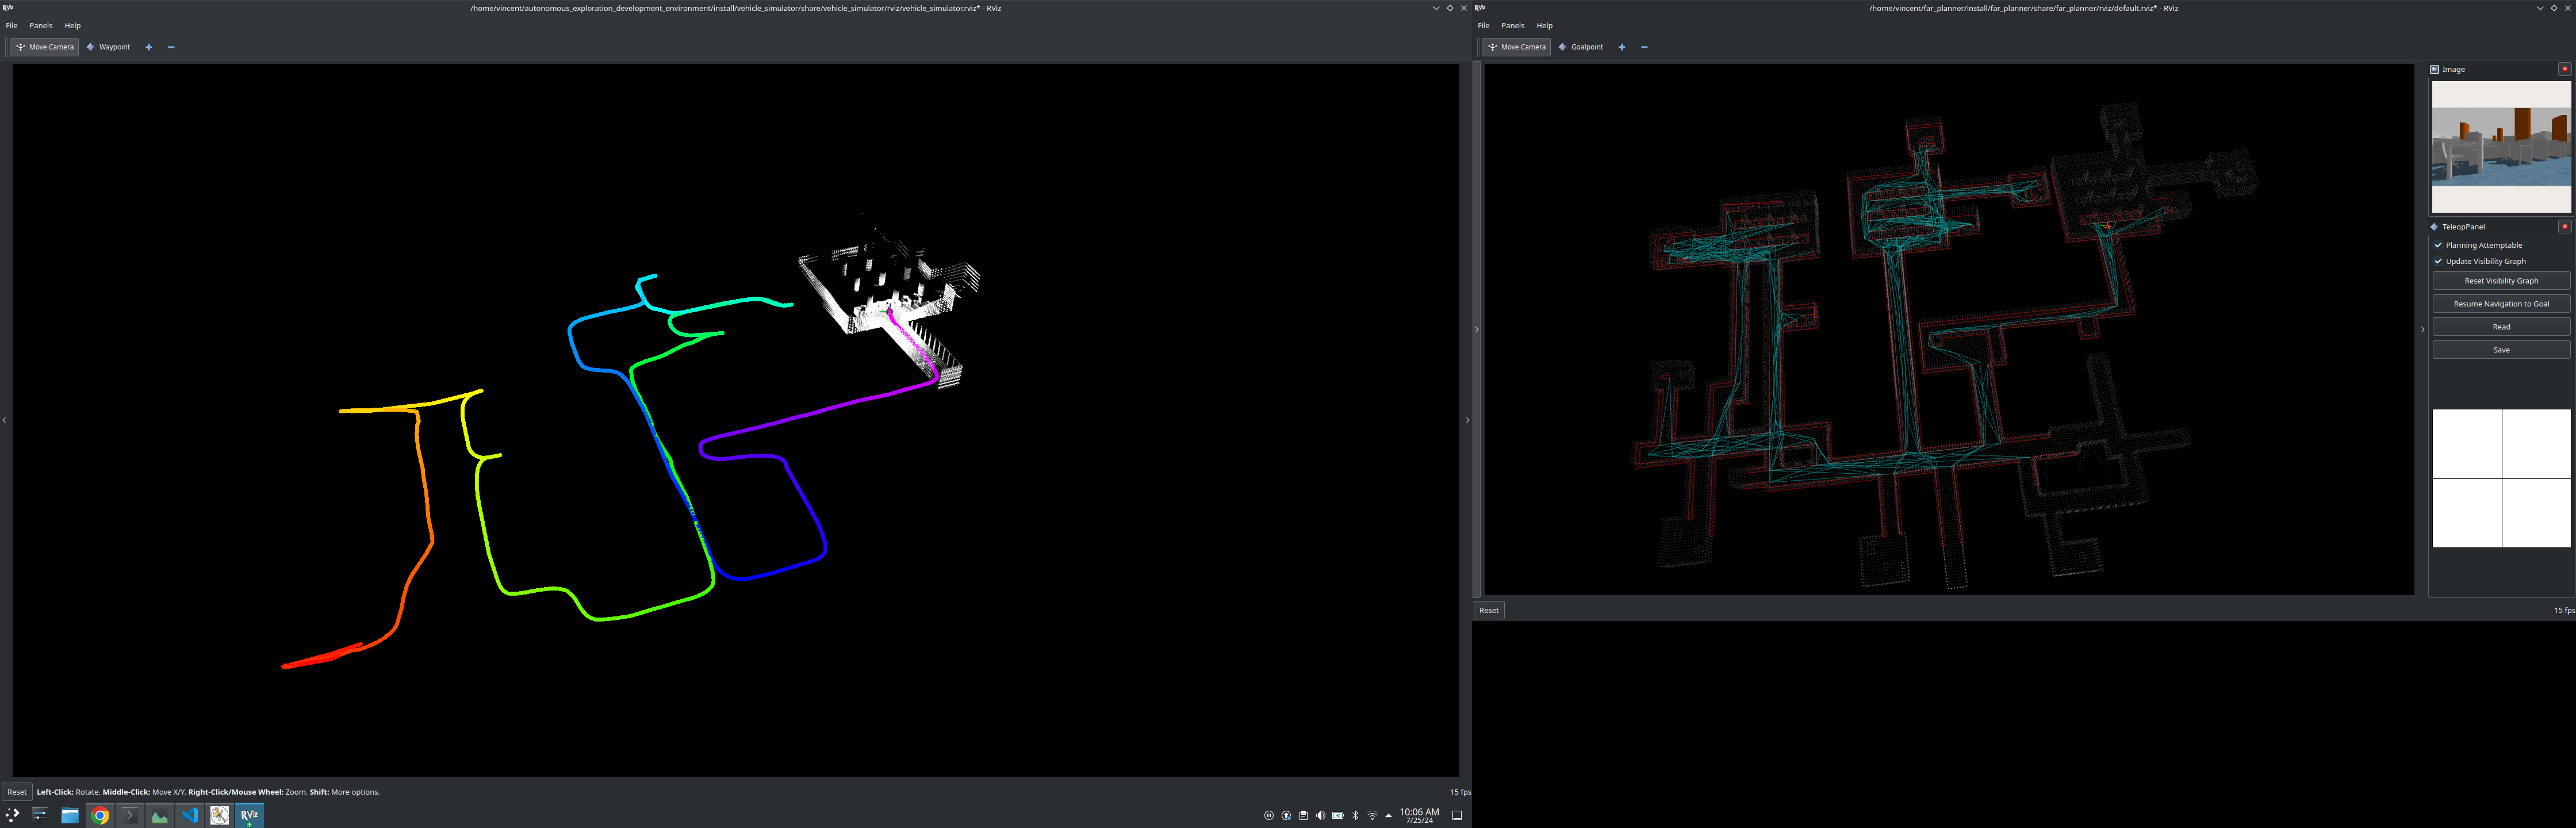 RViz
/home/vincent/autonomous_exploration_development_environment/install/vehicle_simulator/share/vehicle_simulator/rviz/vehicle_simulator.rviz* - RViz
File Panels Help
Move Camera Waypoint
Reset Left-Click: Rotate. Middle-Click: Move X/Y. Right-Click/Mouse Wheel: Zoom. Shift: More options. 15 fps
RViz
10:06 AM
7/25/24
RViz
/home/vincent/far_planner/install/far_planner/share/far_planner/rviz/default.rviz* - RViz
File Panels Help
Move Camera Goalpoint
Image
TeleopPanel
Planning Attemptable
Update Visibility Graph
Reset Visibility Graph
Resume Navigation to Goal
Read
Save
Reset 15 fps